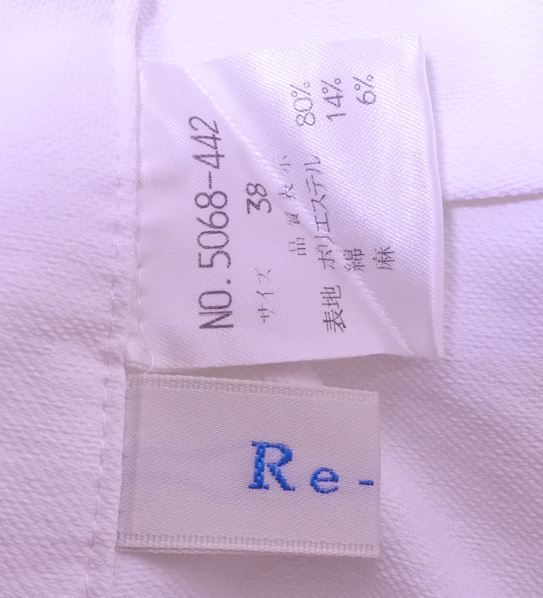 NO. 5068-442
サイズ 38
品質表示
表地 ポリエステル 80%
綿 14%
麻 6%
Re-